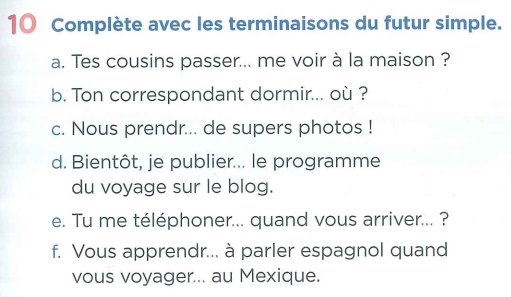 10 Complète avec les terminaisons du futur simple.
a. Tes cousins passer... me voir à la maison ?
b. Ton correspondant dormir... où ?
c. Nous prendr... de supers photos !
d. Bientôt, je publier... le programme
du voyage sur le blog.
e. Tu me téléphoner... quand vous arriver... ?
f. Vous apprendr... à parler espagnol quand
vous voyager... au Mexique.